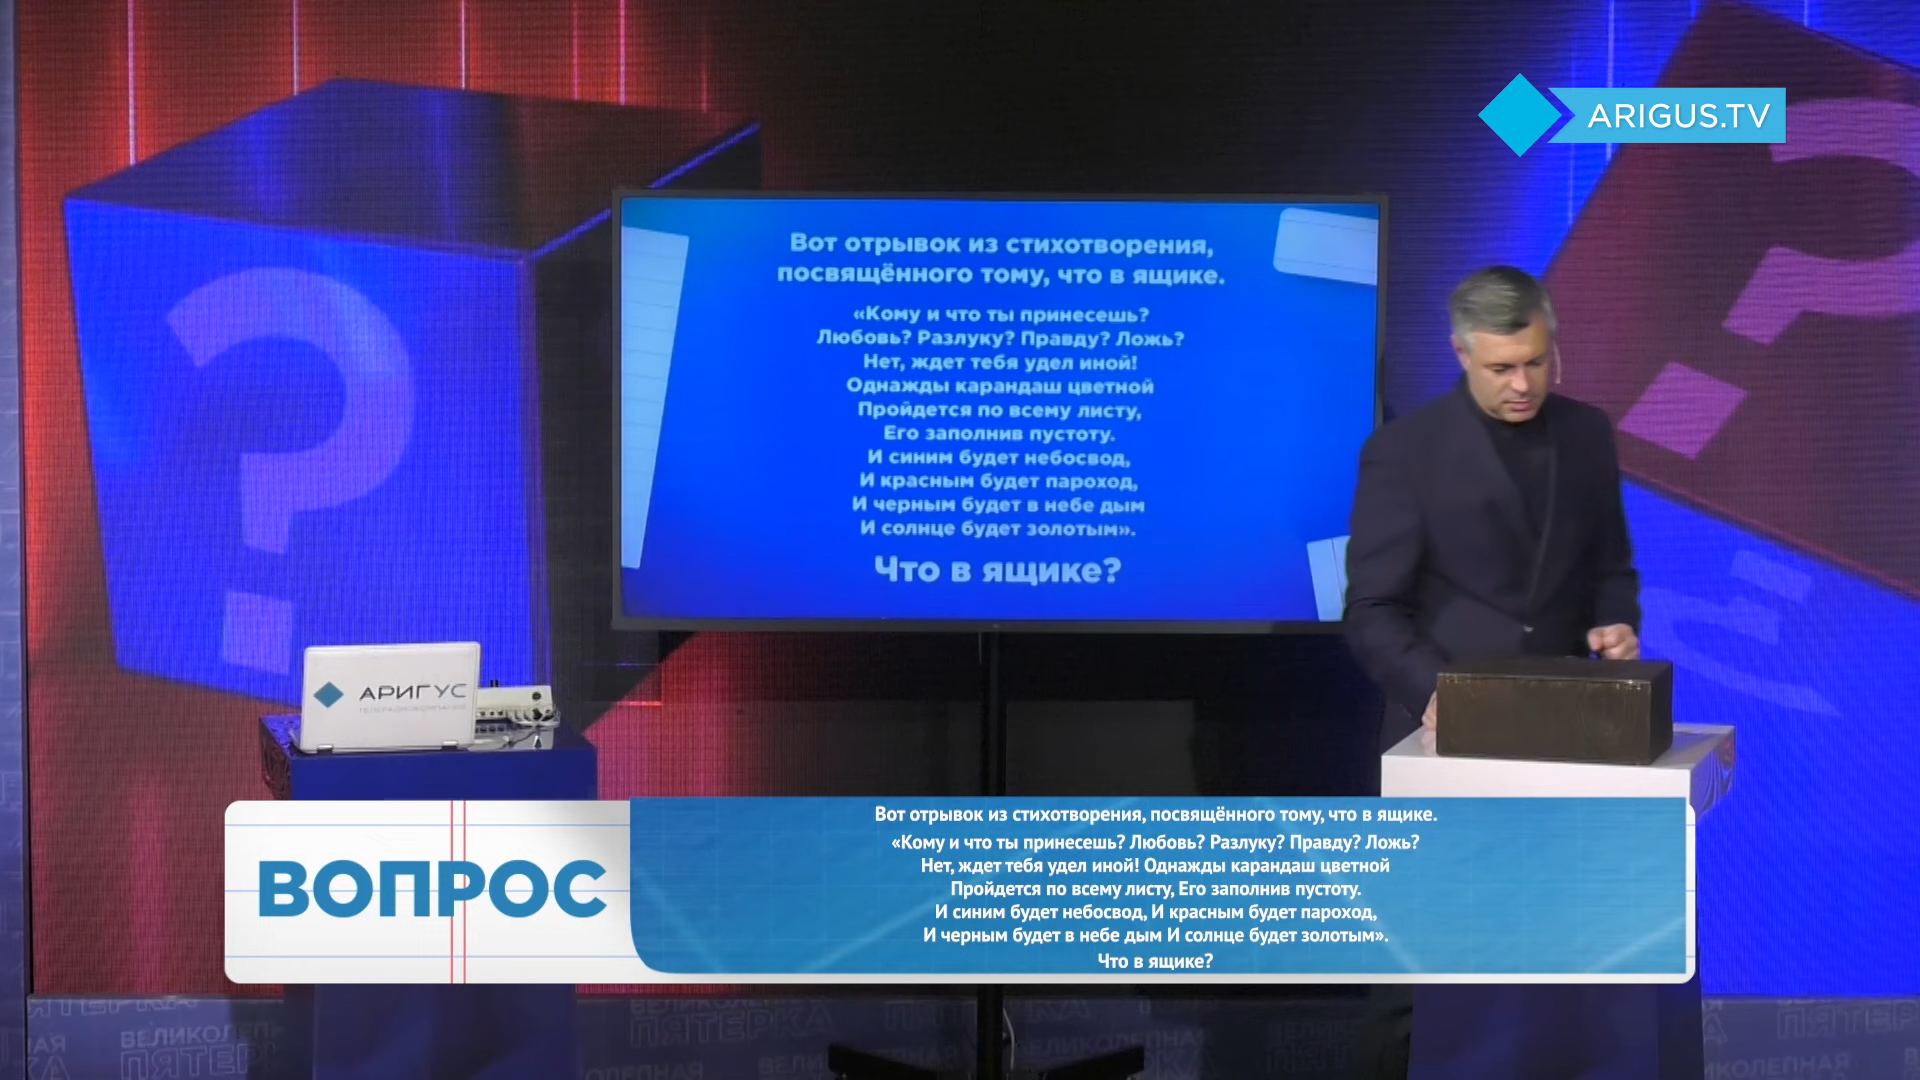 ARIGUS.TV
Вот отрывок из стихотворения,
посвящённого тому, что в ящике.
«Кому и что ты принесешь?
Любовь? Разлуку? Правду? Ложь?
Нет, ждет тебя удел иной!
Однажды карандаш цветной
Пройдется по всему листу,
Его заполнив пустоту.
И синим будет небосвод,
И красным будет пароход,
И черным будет в небе дым
И солнце будет золотым».
Что в ящике?
АРИГУС
ТЕЛЕРАДИОКОМПАНИЯ
ВОПРОС
Вот отрывок из стихотворения, посвящённого тому, что в ящике.
«Кому и что ты принесешь? Любовь? Разлуку? Правду? Ложь?
Нет, ждет тебя удел иной! Однажды карандаш цветной
Пройдется по всему листу, Его заполнив пустоту.
И синим будет небосвод, И красным будет пароход,
И черным будет в небе дым И солнце будет золотым».
Что в ящике?
ВЕЛИКОЛЕПНАЯ
ПЯТЕРКА